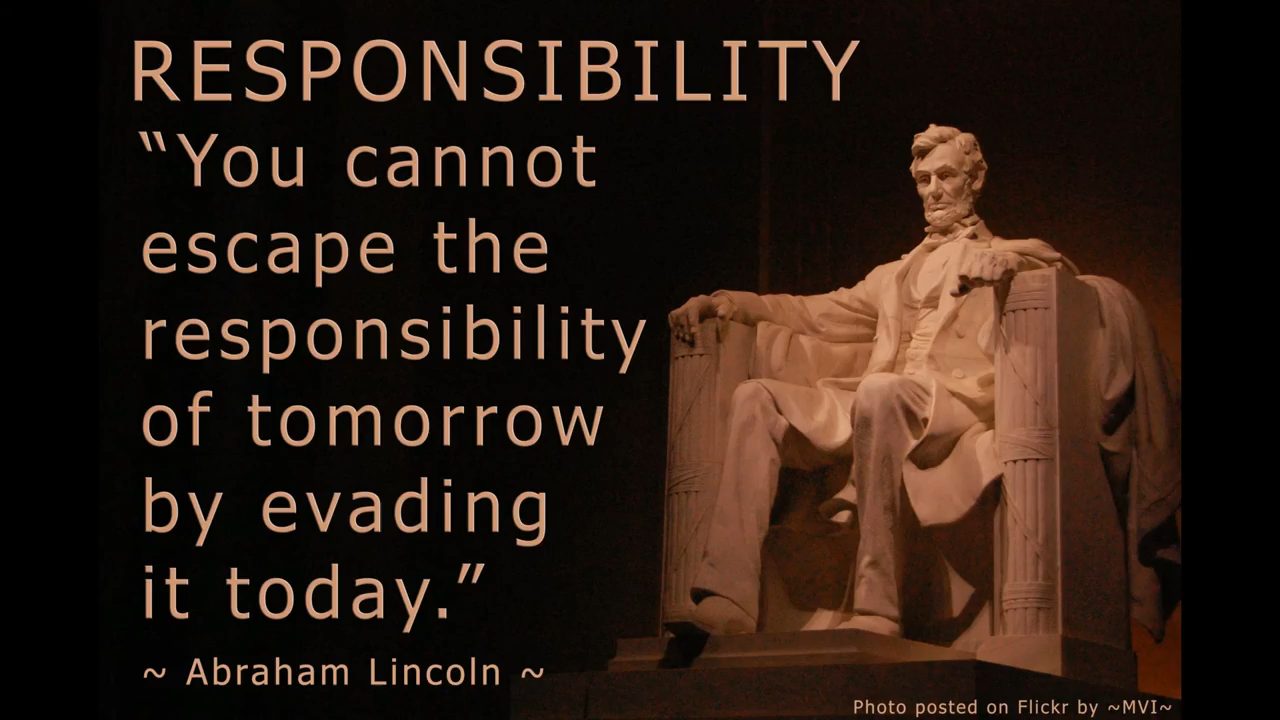 RESPONSIBILITY
“You cannot
escape the
responsibility
of tomorrow
by evading
it today.”
~ Abraham Lincoln ~
Photo posted on Flickr by ~MVI~